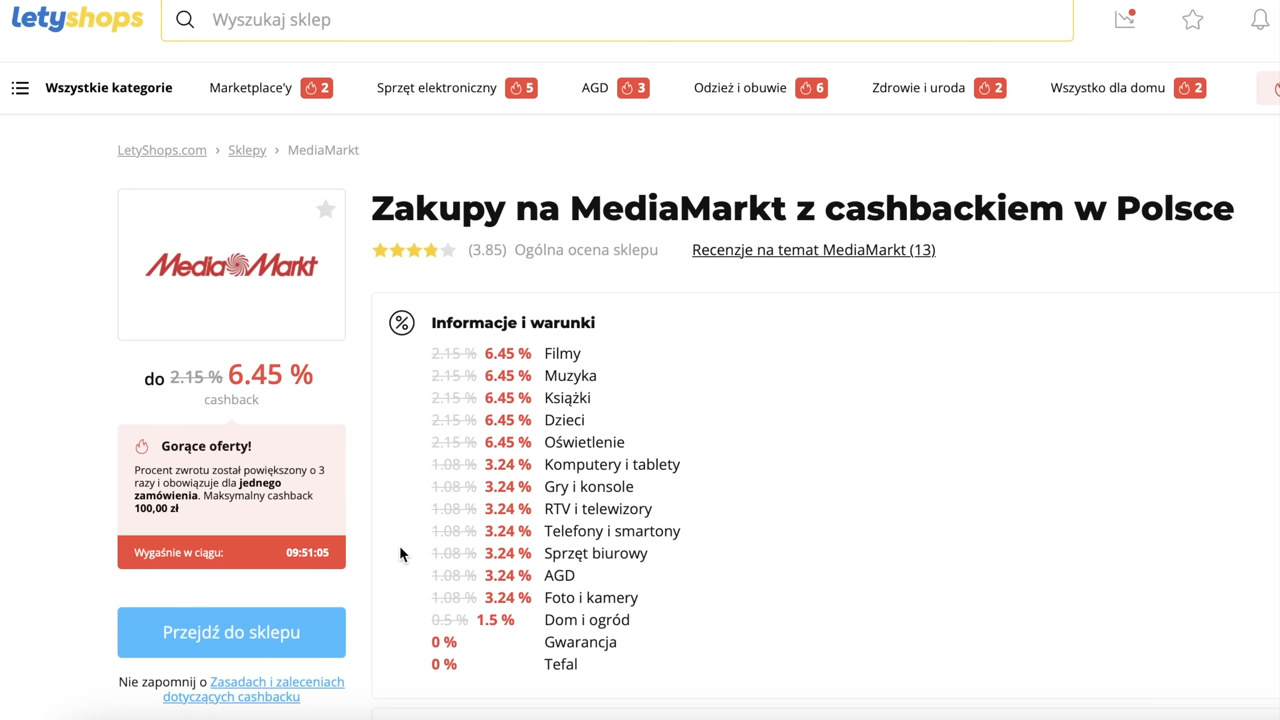 letyshops
Wyszukaj sklep
Wszystkie kategorie Marketplace'y 2 Sprzęt elektroniczny 5 AGD 3 Odzież i obuwie 6 Zdrowie i uroda 2 Wszystko dla domu 2
LetyShops.com › Sklepy › MediaMarkt
MediaMarkt
do 2.15 % 6.45 %
cashback
Gorące oferty!
Procent zwrotu został powiększony o 3
razy i obowiązuje dla jednego
zamówienia. Maksymalny cashback
100,00 zł
Wygaśnie w ciągu: 09:51:05
Przejdź do sklepu
Nie zapomnij o Zasadach i zaleceniach
dotyczących cashbacku
Zakupy na MediaMarkt z cashbackiem w Polsce
(3.85) Ogólna ocena sklepu Recenzje na temat MediaMarkt (13)
Informacje i warunki
2.15 % 6.45 % Filmy
2.15 % 6.45 % Muzyka
2.15 % 6.45 % Książki
2.15 % 6.45 % Dzieci
2.15 % 6.45 % Oświetlenie
1.08 % 3.24 % Komputery i tablety
1.08 % 3.24 % Gry i konsole
1.08 % 3.24 % RTV i telewizory
1.08 % 3.24 % Telefony i smartony
1.08 % 3.24 % Sprzęt biurowy
1.08 % 3.24 % AGD
1.08 % 3.24 % Foto i kamery
0.5 % 1.5 % Dom i ogród
0 % Gwarancja
0 % Tefal